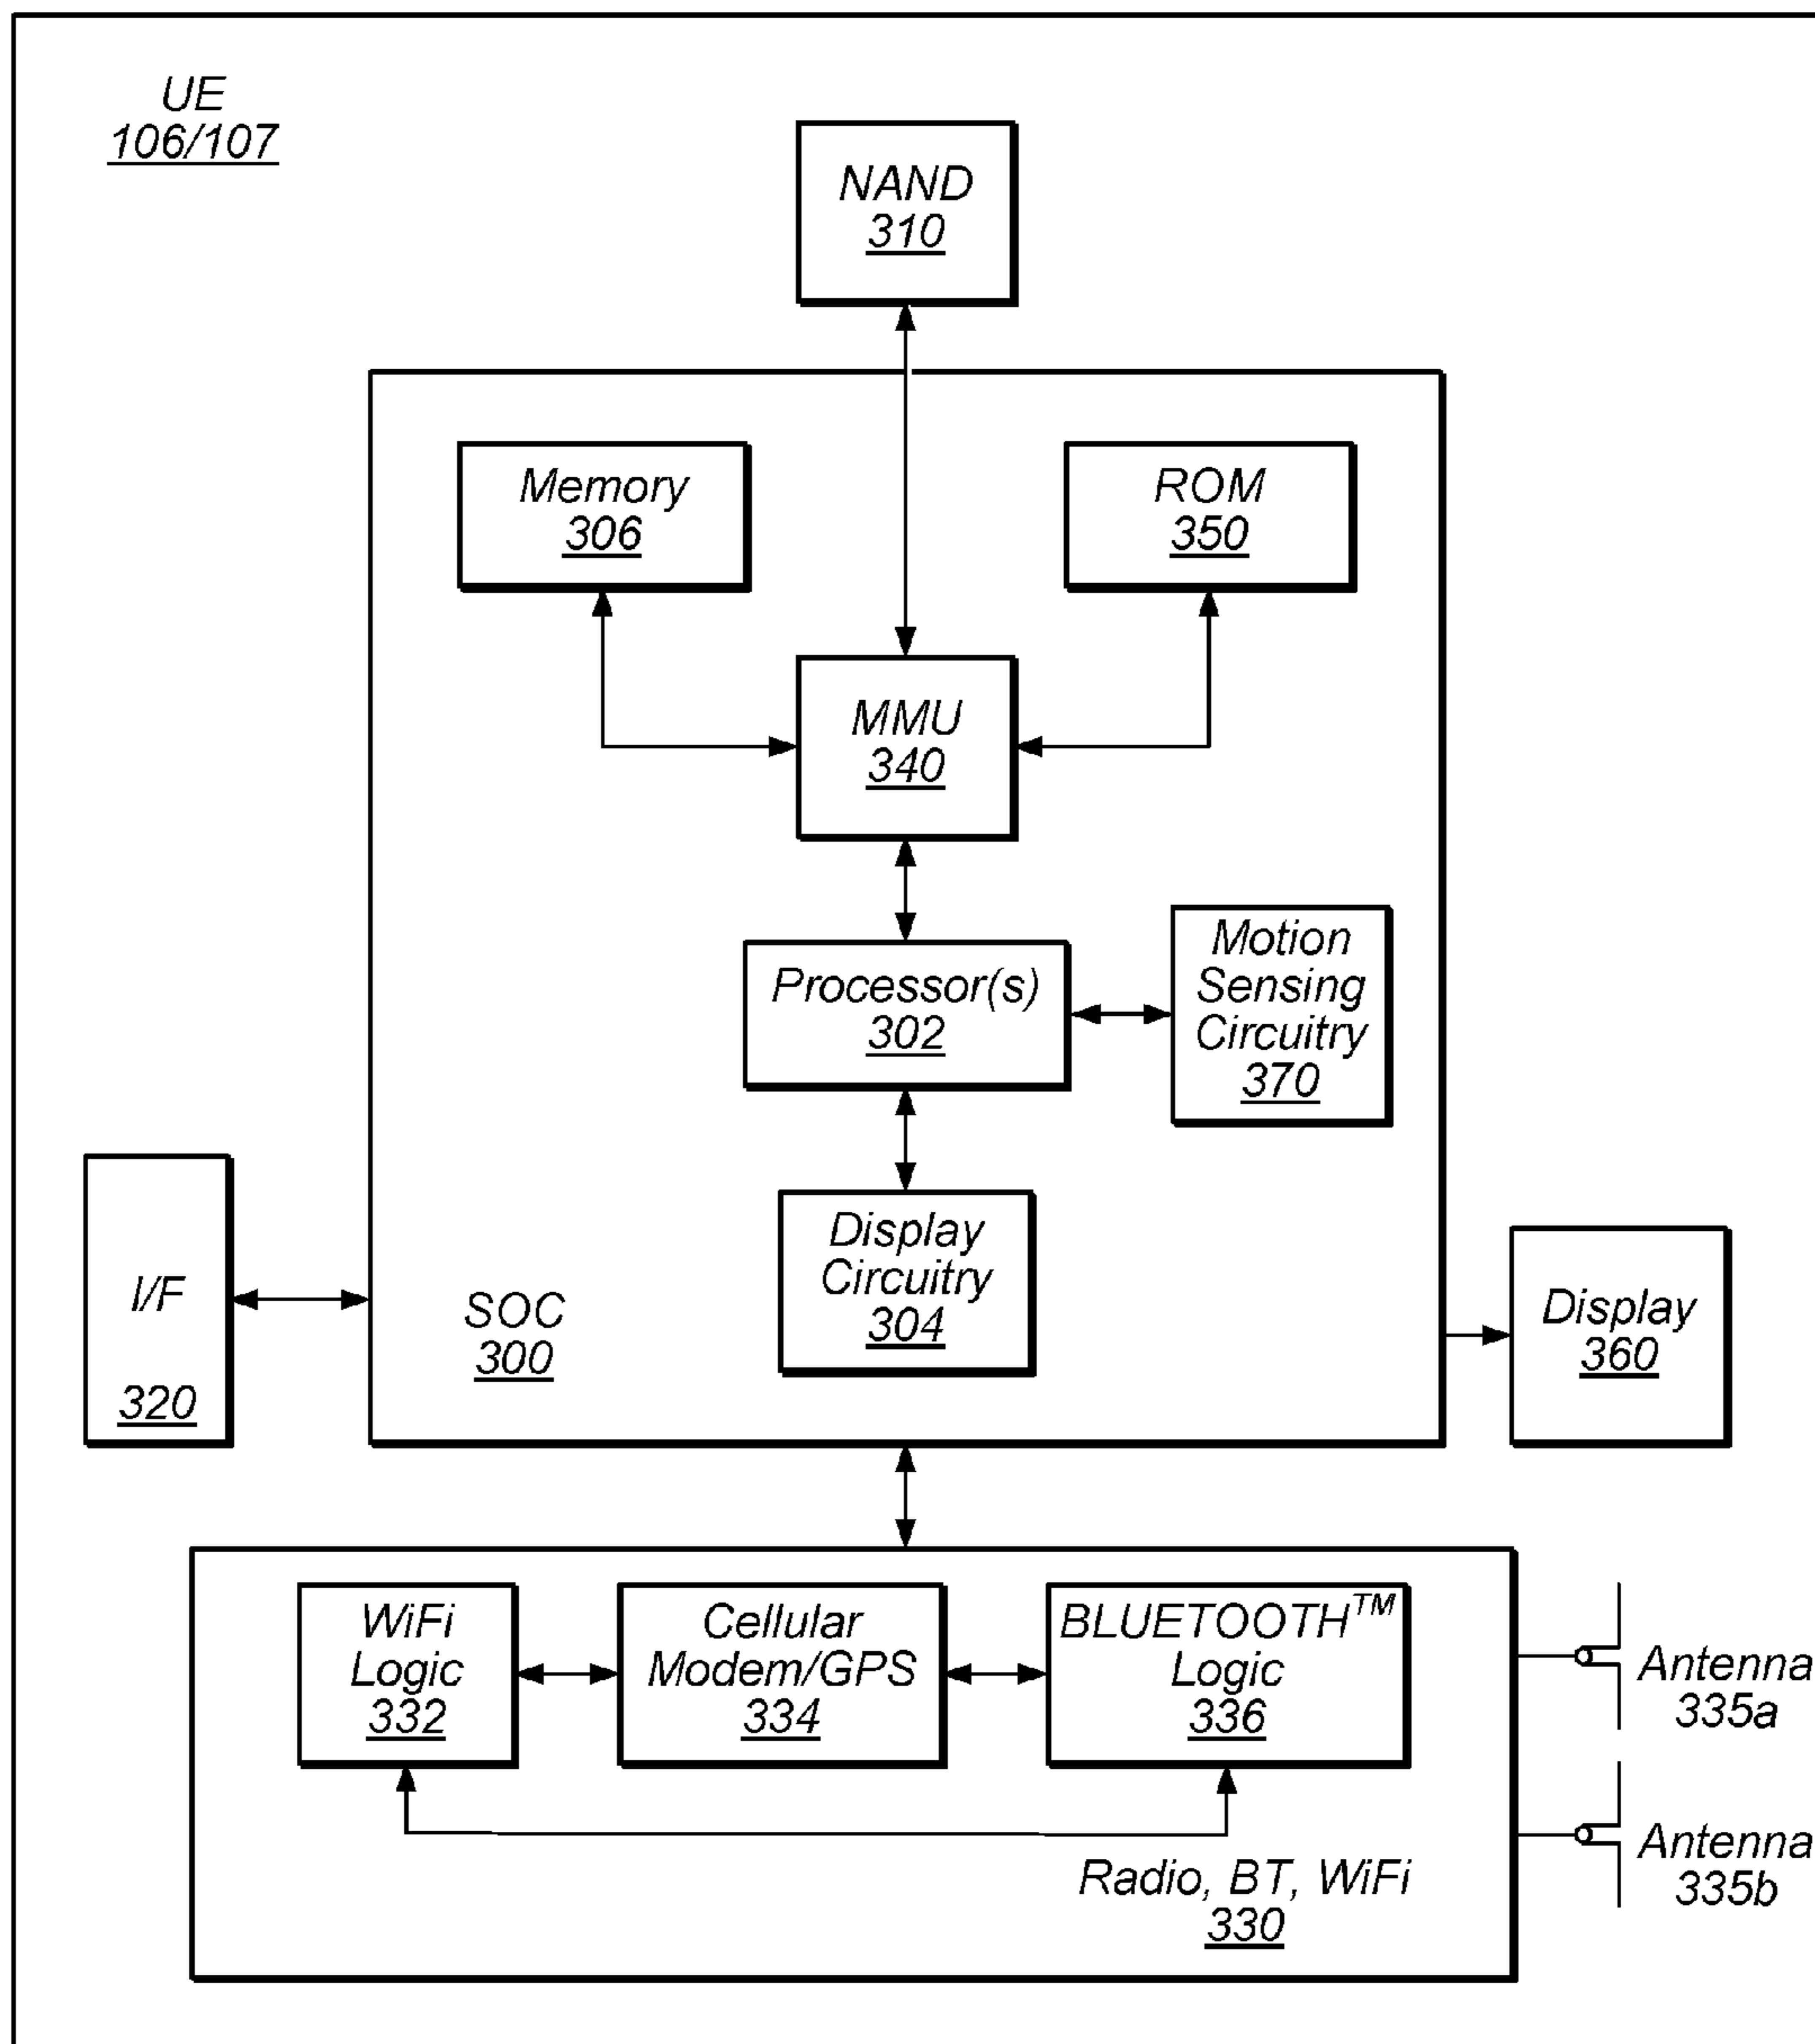 UE
106/107
NAND
310
Memory
306
ROM
350
MMU
340
Processor(s)
302
Motion
Sensing
Circuitry
370
Display
Circuitry
304
I/F
320
SOC
300
Display
360
WiFi
Logic
332
Cellular
Modem/GPS
334
BLUETOOTH™
Logic
336
Antenna
335a
Antenna
335b
Radio, BT, WiFi
330